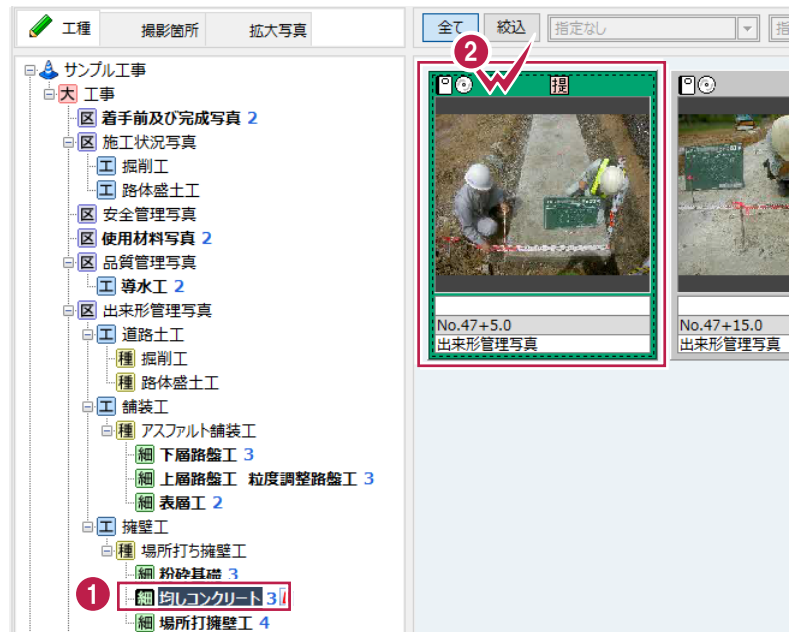 工種
撮影箇所
拡大写真
全て
絞込
指定なし
指
サンプル工事
大 工事
区 着手前及び完成写真 2
区 施工状況写真
工 掘削工
工 路体盛土工
区 安全管理写真
区 使用材料写真 2
区 品質管理写真
工 導水工 2
区 出来形管理写真
工 道路土工
種 掘削工
種 路体盛土工
工 舗装工
種 アスファルト舗装工
細 下層路盤工 3
細 上層路盤工 粒度調整路盤工 3
細 表層工 2
工 擁壁工
種 場所打ち擁壁工
細 粉砕基礎 3
1
細 均しコンクリート 3
細 場所打擁壁工 4
2
提
No.47+5.0
出来形管理写真
No.47+15.0
出来形管理写真